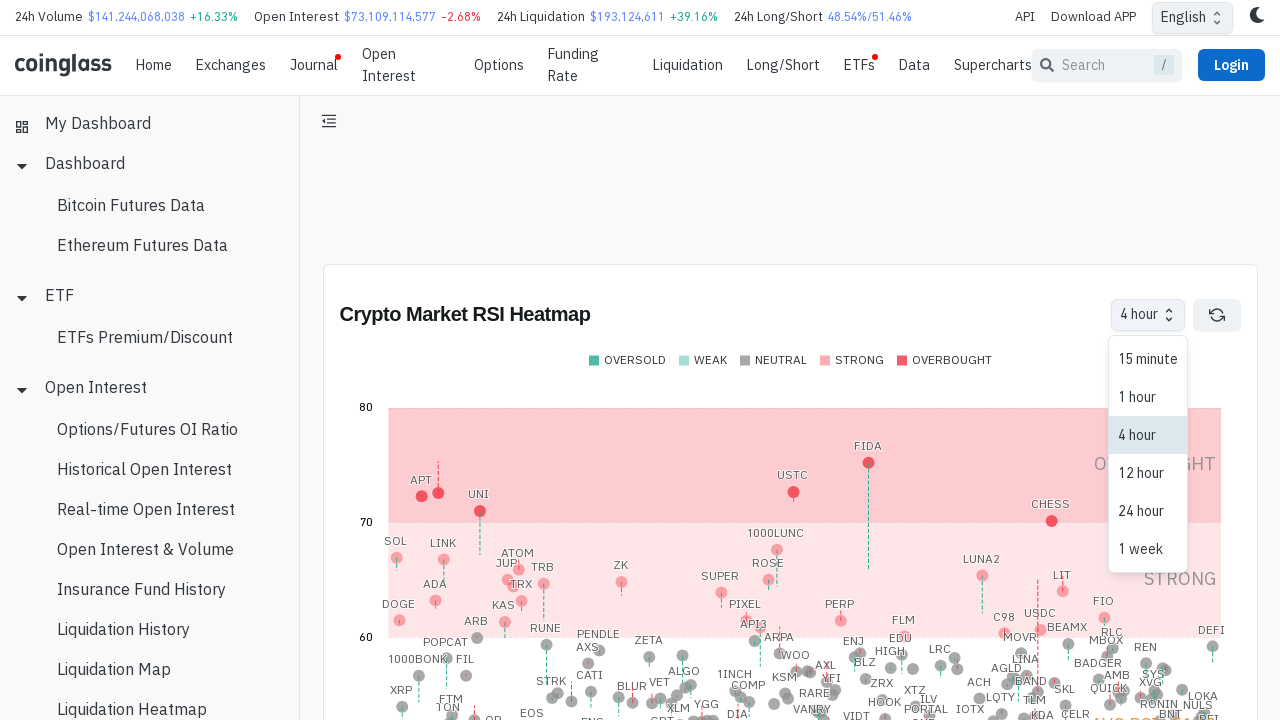 24h Volume $141,244,068,038 +16.33% Open Interest $73,109,114,577 -2.68% 24h Liquidation $193,124,611 +39.16% 24h Long/Short 48.54%/51.46% API Download APP English
coinglass Home Exchanges Journal Open Interest Options Funding Rate Liquidation Long/Short ETFs Data Supercharts Search / Login
My Dashboard
Dashboard
Bitcoin Futures Data
Ethereum Futures Data
ETF
ETFs Premium/Discount
Open Interest
Options/Futures OI Ratio
Historical Open Interest
Real-time Open Interest
Open Interest & Volume
Insurance Fund History
Liquidation History
Liquidation Map
Liquidation Heatmap
Crypto Market RSI Heatmap
4 hour
15 minute
1 hour
4 hour
12 hour
24 hour
1 week
OVERSOLD WEAK NEUTRAL STRONG OVERBOUGHT
80
FIDA
APT USTC
UNI
CHESS
70
SOL LINK 1000LUNC
ATOM
JUP TRB ZK ROSE LUNA2
SUPER LIT STRONG
ADA TRX
DOGE KAS PIXEL PERP FIO
USDC
ARB RUNE API3 FLM C98 BEAMX DEFI
60
POPCAT PENDLE ZETA ARPA ENJ EDU MOVR RLC
MBOX
AXS HIGH LRC REN
1000BONK FIL WOO BLZ AXL LINA BADGER
CATI ALGO 1INCH KSM YFI AGLD AMB SYS
STRK BLUR VET COMP ZRX ACH BAND SKL QUICK XVG
XRP FTM RARE XTZ LQTY LOKA
TON XLM YGG VANRY HOOK ILV TLM RONIN NULS
EOS DIA VIDT PORTAL IOTX KDA CELR